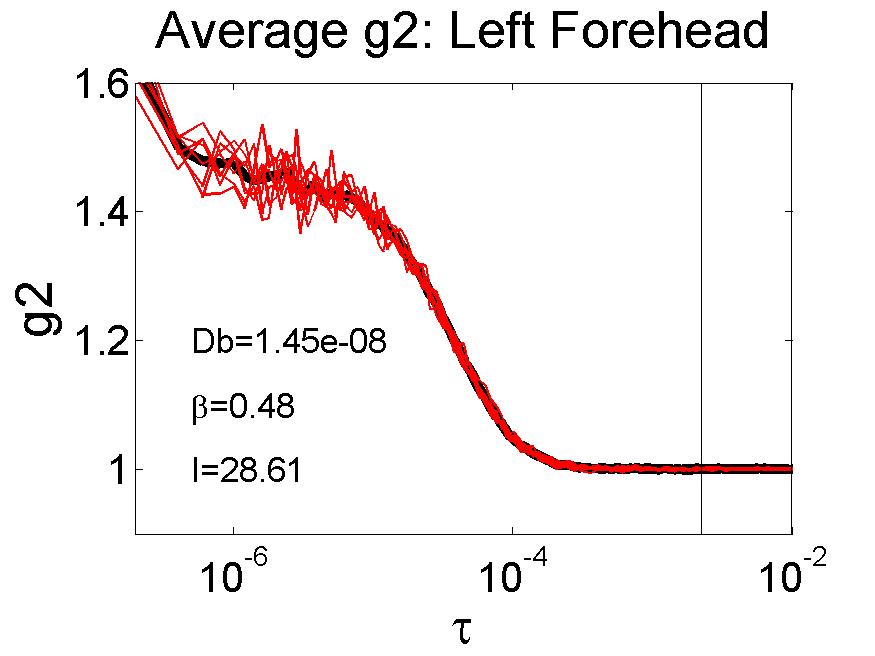 Average g2: Left Forehead
1.6
1.4
1.2
1
g2
Db=1.45e-08
β=0.48
I=28.61
10^-6 10^-4 10^-2
τ